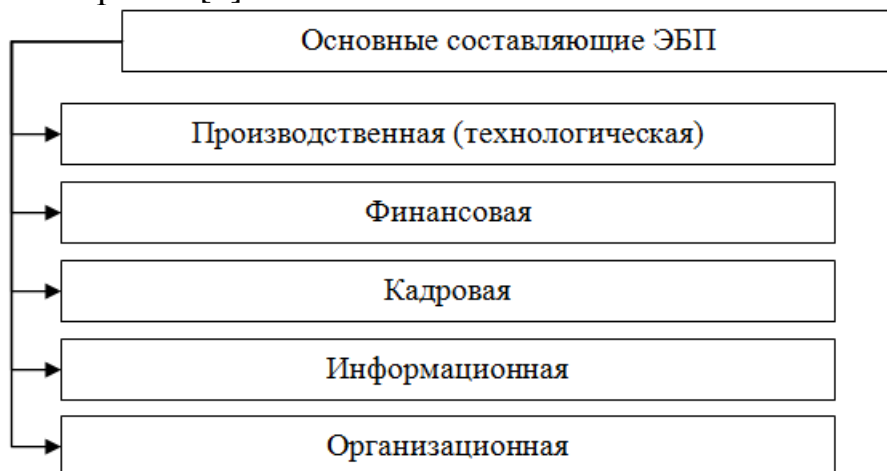 Основные составляющие ЭБП
Производственная (технологическая)
Финансовая
Кадровая
Информационная
Организационная